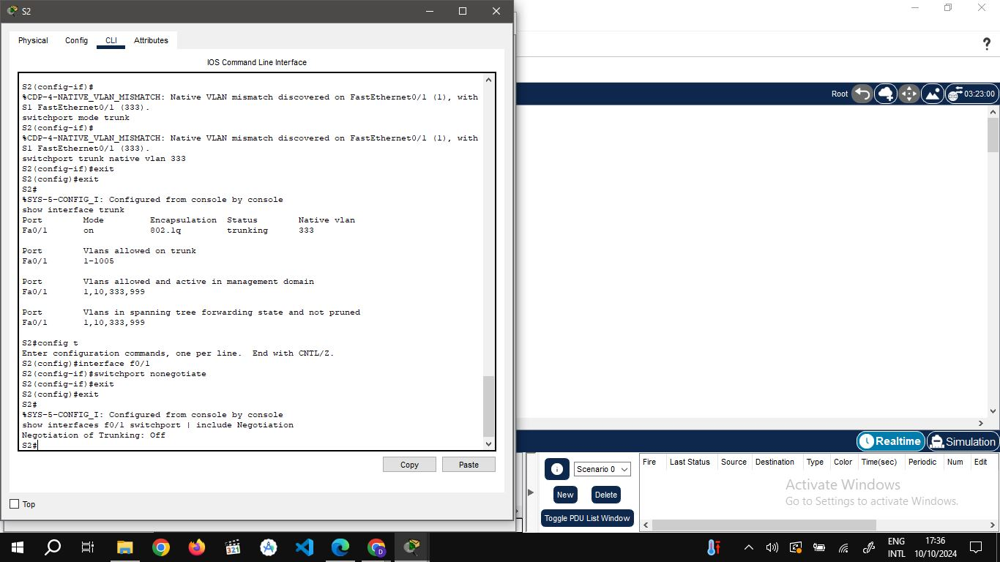 S2
Physical Config CLI Attributes
IOS Command Line Interface
S2(config-if)#
%CDP-4-NATIVE_VLAN_MISMATCH: Native VLAN mismatch discovered on FastEthernet0/1 (1), with
S1 FastEthernet0/1 (333).
switchport mode trunk
S2(config-if)#
%CDP-4-NATIVE_VLAN_MISMATCH: Native VLAN mismatch discovered on FastEthernet0/1 (1), with
S1 FastEthernet0/1 (333).
switchport trunk native vlan 333
S2(config-if)#exit
S2(config)#exit
S2#
%SYS-5-CONFIG_I: Configured from console by console
show interface trunk
Port Mode Encapsulation Status Native vlan
Fa0/1 on 802.1q trunking 333
Port Vlans allowed on trunk
Fa0/1 1-1005
Port Vlans allowed and active in management domain
Fa0/1 1,10,333,999
Port Vlans in spanning tree forwarding state and not pruned
Fa0/1 1,10,333,999
S2#config t
Enter configuration commands, one per line. End with CNTL/Z.
S2(config)#interface f0/1
S2(config-if)#switchport nonegotiate
S2(config-if)#exit
S2(config)#exit
S2#
%SYS-5-CONFIG_I: Configured from console by console
show interfaces f0/1 switchport | include Negotiation
Negotiation of Trunking: Off
S2#
Copy Paste
Top
?
Root 03:23:00
Realtime Simulation
Scenario 0
New Delete
Toggle PDU List Window
Fire Last Status Source Destination Type Color Time(sec) Periodic Num Edit
Activate Windows
Go to Settings to activate Windows.
321
D
ENG
INTL
17:36
10/10/2024